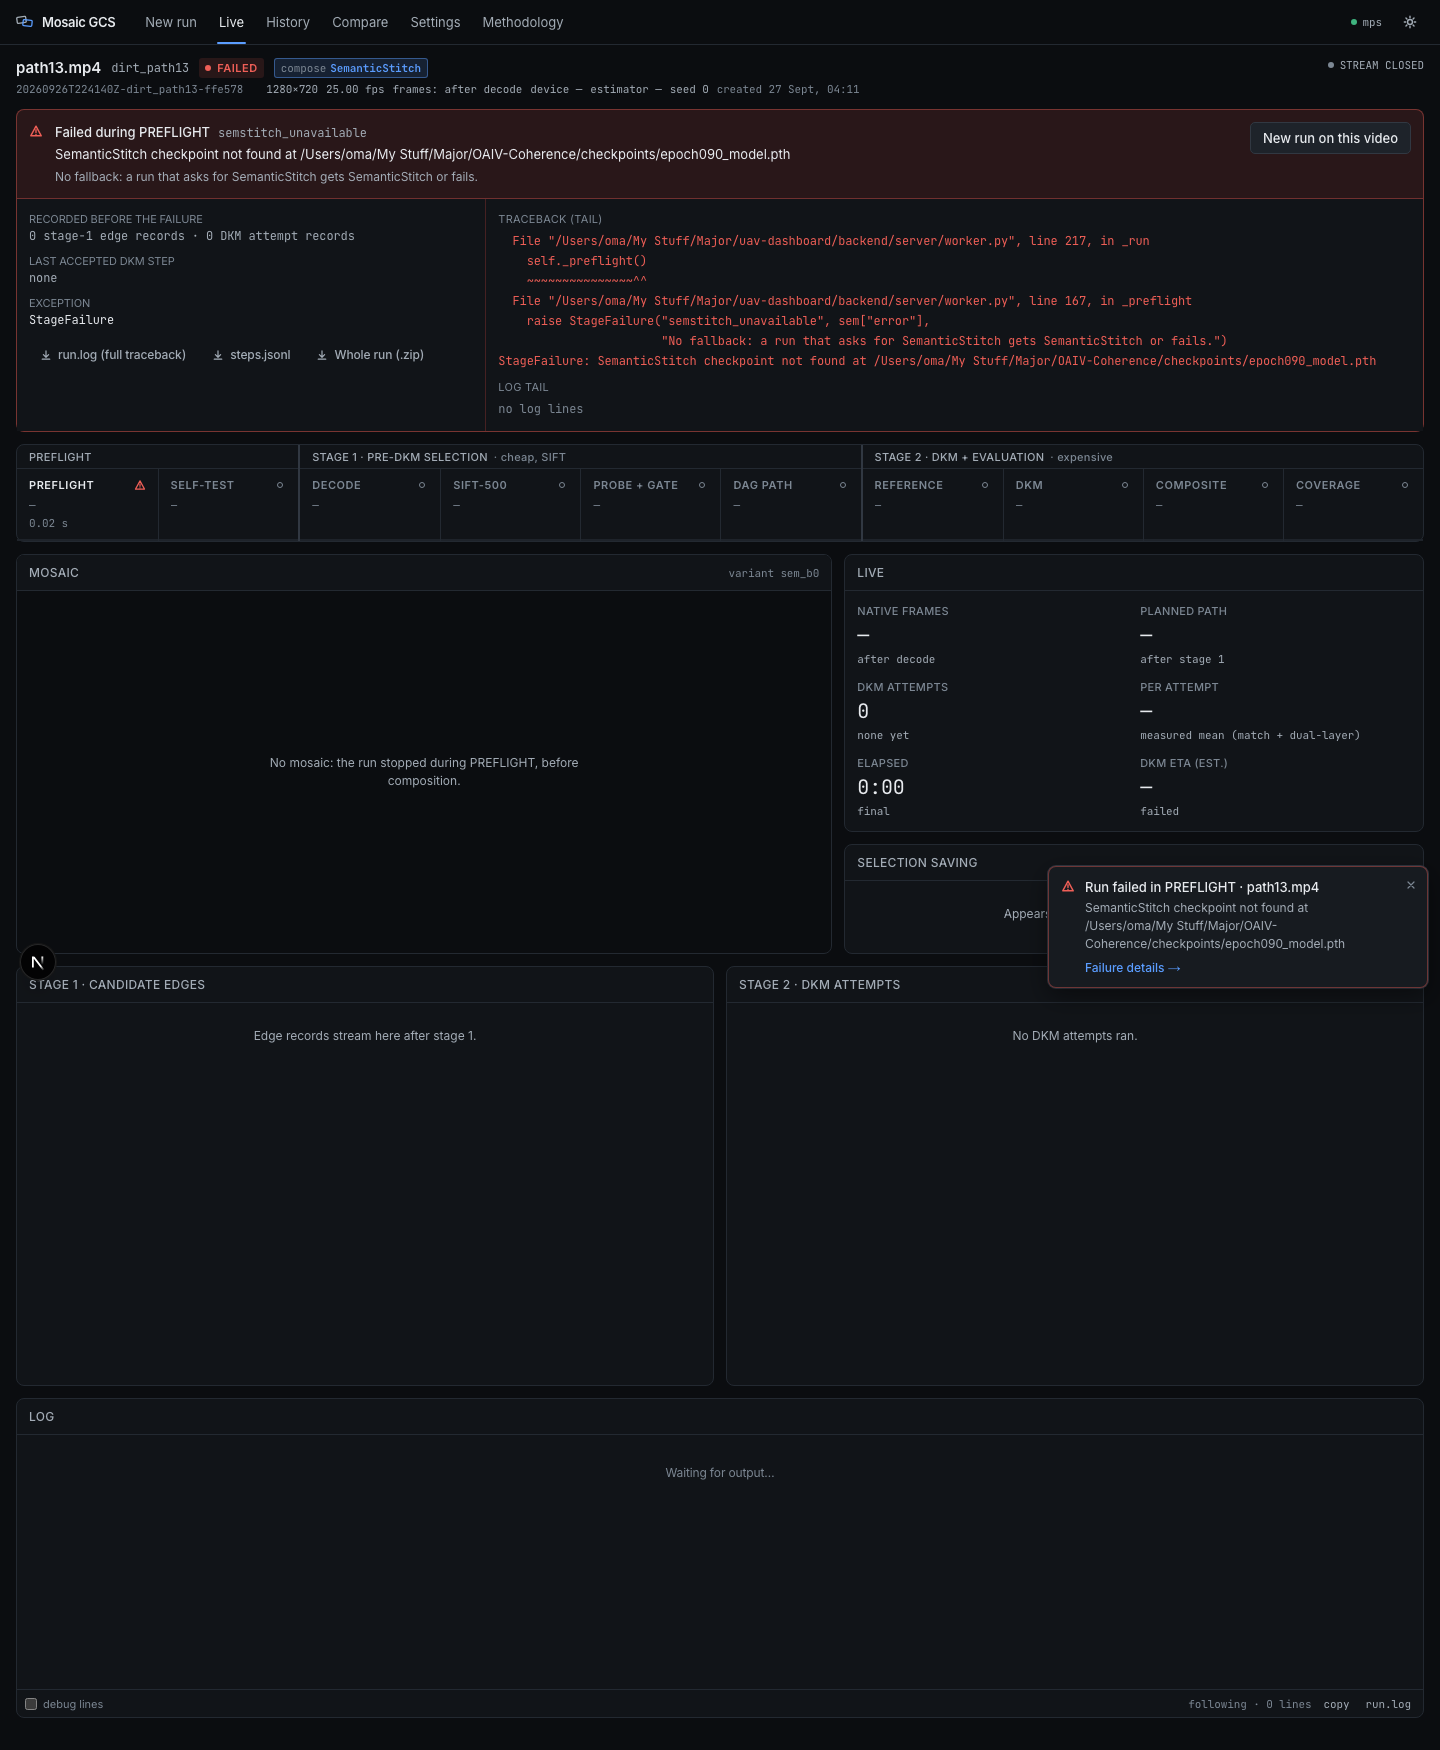 Mosaic GCS New run Live History Compare Settings Methodology mps
path13.mp4 dirt_path13 FAILED compose SemanticStitch STREAM CLOSED
20260926T224140Z-dirt_path13-ffe578 1280×720 25.00 fps frames: after decode device — estimator — seed 0 created 27 Sept, 04:11
Failed during PREFLIGHT semstitch_unavailable
New run on this video
SemanticStitch checkpoint not found at /Users/oma/My Stuff/Major/OAIV-Coherence/checkpoints/epoch090_model.pth
No fallback: a run that asks for SemanticStitch gets SemanticStitch or fails.
RECORDED BEFORE THE FAILURE
0 stage-1 edge records · 0 DKM attempt records
LAST ACCEPTED DKM STEP
none
EXCEPTION
StageFailure
run.log (full traceback) steps.jsonl Whole run (.zip)
TRACEBACK (TAIL)
File "/Users/oma/My Stuff/Major/uav-dashboard/backend/server/worker.py", line 217, in _run
self._preflight()
~~~~~~~~~~~~~~~^^
File "/Users/oma/My Stuff/Major/uav-dashboard/backend/server/worker.py", line 167, in _preflight
raise StageFailure("semstitch_unavailable", sem["error"],
"No fallback: a run that asks for SemanticStitch gets SemanticStitch or fails.")
StageFailure: SemanticStitch checkpoint not found at /Users/oma/My Stuff/Major/OAIV-Coherence/checkpoints/epoch090_model.pth
LOG TAIL
no log lines
PREFLIGHT STAGE 1 · PRE-DKM SELECTION · cheap, SIFT STAGE 2 · DKM + EVALUATION · expensive
PREFLIGHT SELF-TEST DECODE SIFT-500 PROBE + GATE DAG PATH REFERENCE DKM COMPOSITE COVERAGE
— — — — — — — — — —
0.02 s
MOSAIC variant sem_b0
No mosaic: the run stopped during PREFLIGHT, before
composition.
LIVE
NATIVE FRAMES PLANNED PATH
— —
after decode after stage 1
DKM ATTEMPTS PER ATTEMPT
0 —
none yet measured mean (match + dual-layer)
ELAPSED DKM ETA (EST.)
0:00 —
final failed
SELECTION SAVING
Appears
Run failed in PREFLIGHT · path13.mp4
SemanticStitch checkpoint not found at
/Users/oma/My Stuff/Major/OAIV-
Coherence/checkpoints/epoch090_model.pth
Failure details →
N
STAGE 1 · CANDIDATE EDGES
Edge records stream here after stage 1.
STAGE 2 · DKM ATTEMPTS
No DKM attempts ran.
LOG
Waiting for output…
debug lines following · 0 lines copy run.log